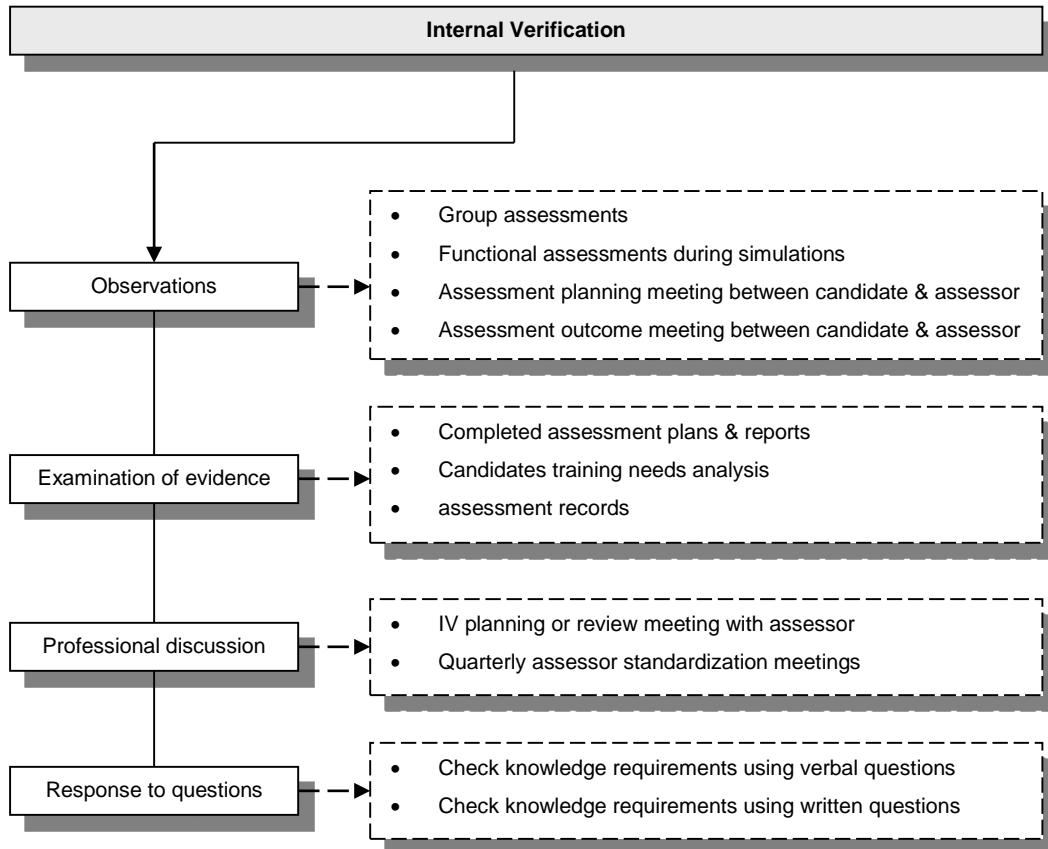 Internal Verification
Observations
• Group assessments
• Functional assessments during simulations
• Assessment planning meeting between candidate & assessor
• Assessment outcome meeting between candidate & assessor
Examination of evidence
• Completed assessment plans & reports
• Candidates training needs analysis
• assessment records
Professional discussion
• IV planning or review meeting with assessor
• Quarterly assessor standardization meetings
Response to questions
• Check knowledge requirements using verbal questions
• Check knowledge requirements using written questions